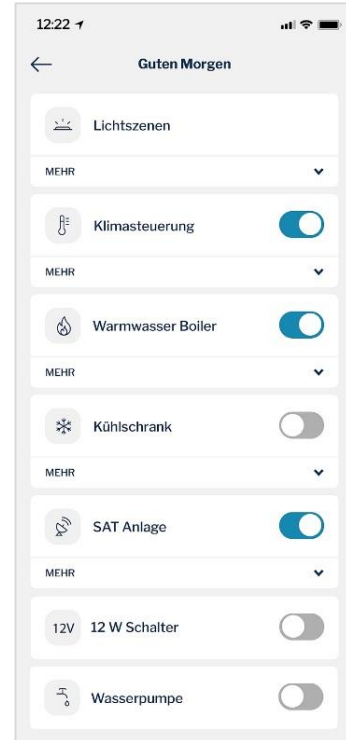 12:22
Guten Morgen
Lichtszenen
MEHR
Klimasteuerung
MEHR
Warmwasser Boiler
MEHR
Kühlschrank
MEHR
SAT Anlage
MEHR
12V 12 W Schalter
Wasserpumpe